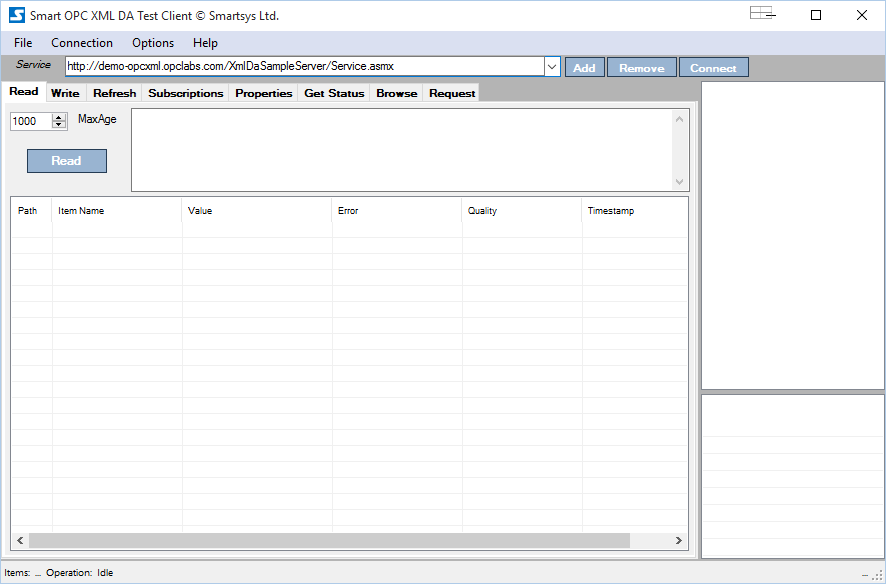 Smart OPC XML DA Test Client © Smartsys Ltd.
File Connection Options Help
Service http://demo-opcxml.opclabs.com/XmlDaSampleServer/Service.asmx Add Remove Connect
Read Write Refresh Subscriptions Properties Get Status Browse Request
1000 MaxAge
Read
Path Item Name Value Error Quality Timestamp
Items: ... Operation: Idle